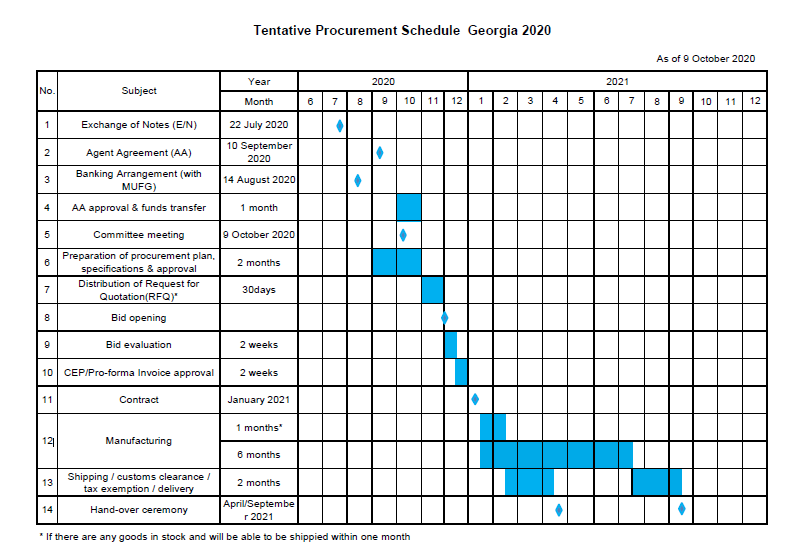 Tentative Procurement Schedule Georgia 2020
As of 9 October 2020
No. Subject Year 2020 2021
Month 6 7 8 9 10 11 12 1 2 3 4 5 6 7 8 9 10 11 12
1 Exchange of Notes (E/N) 22 July 2020
2 Agent Agreement (AA) 10 September
2020
3 Banking Arrangement (with
MUFG) 14 August 2020
4 AA approval & funds transfer 1 month
5 Committee meeting 9 October 2020
6 Preparation of procurement plan,
specifications & approval 2 months
7 Distribution of Request for
Quotation(RFQ)* 30days
8 Bid opening
9 Bid evaluation 2 weeks
10 CEP/Pro-forma Invoice approval 2 weeks
11 Contract January 2021
12 Manufacturing 1 months*
6 months
13 Shipping / customs clearance /
tax exemption / delivery 2 months
14 Hand-over ceremony April/Septembe
r 2021
* If there are any goods in stock and will be able to be shippied within one month